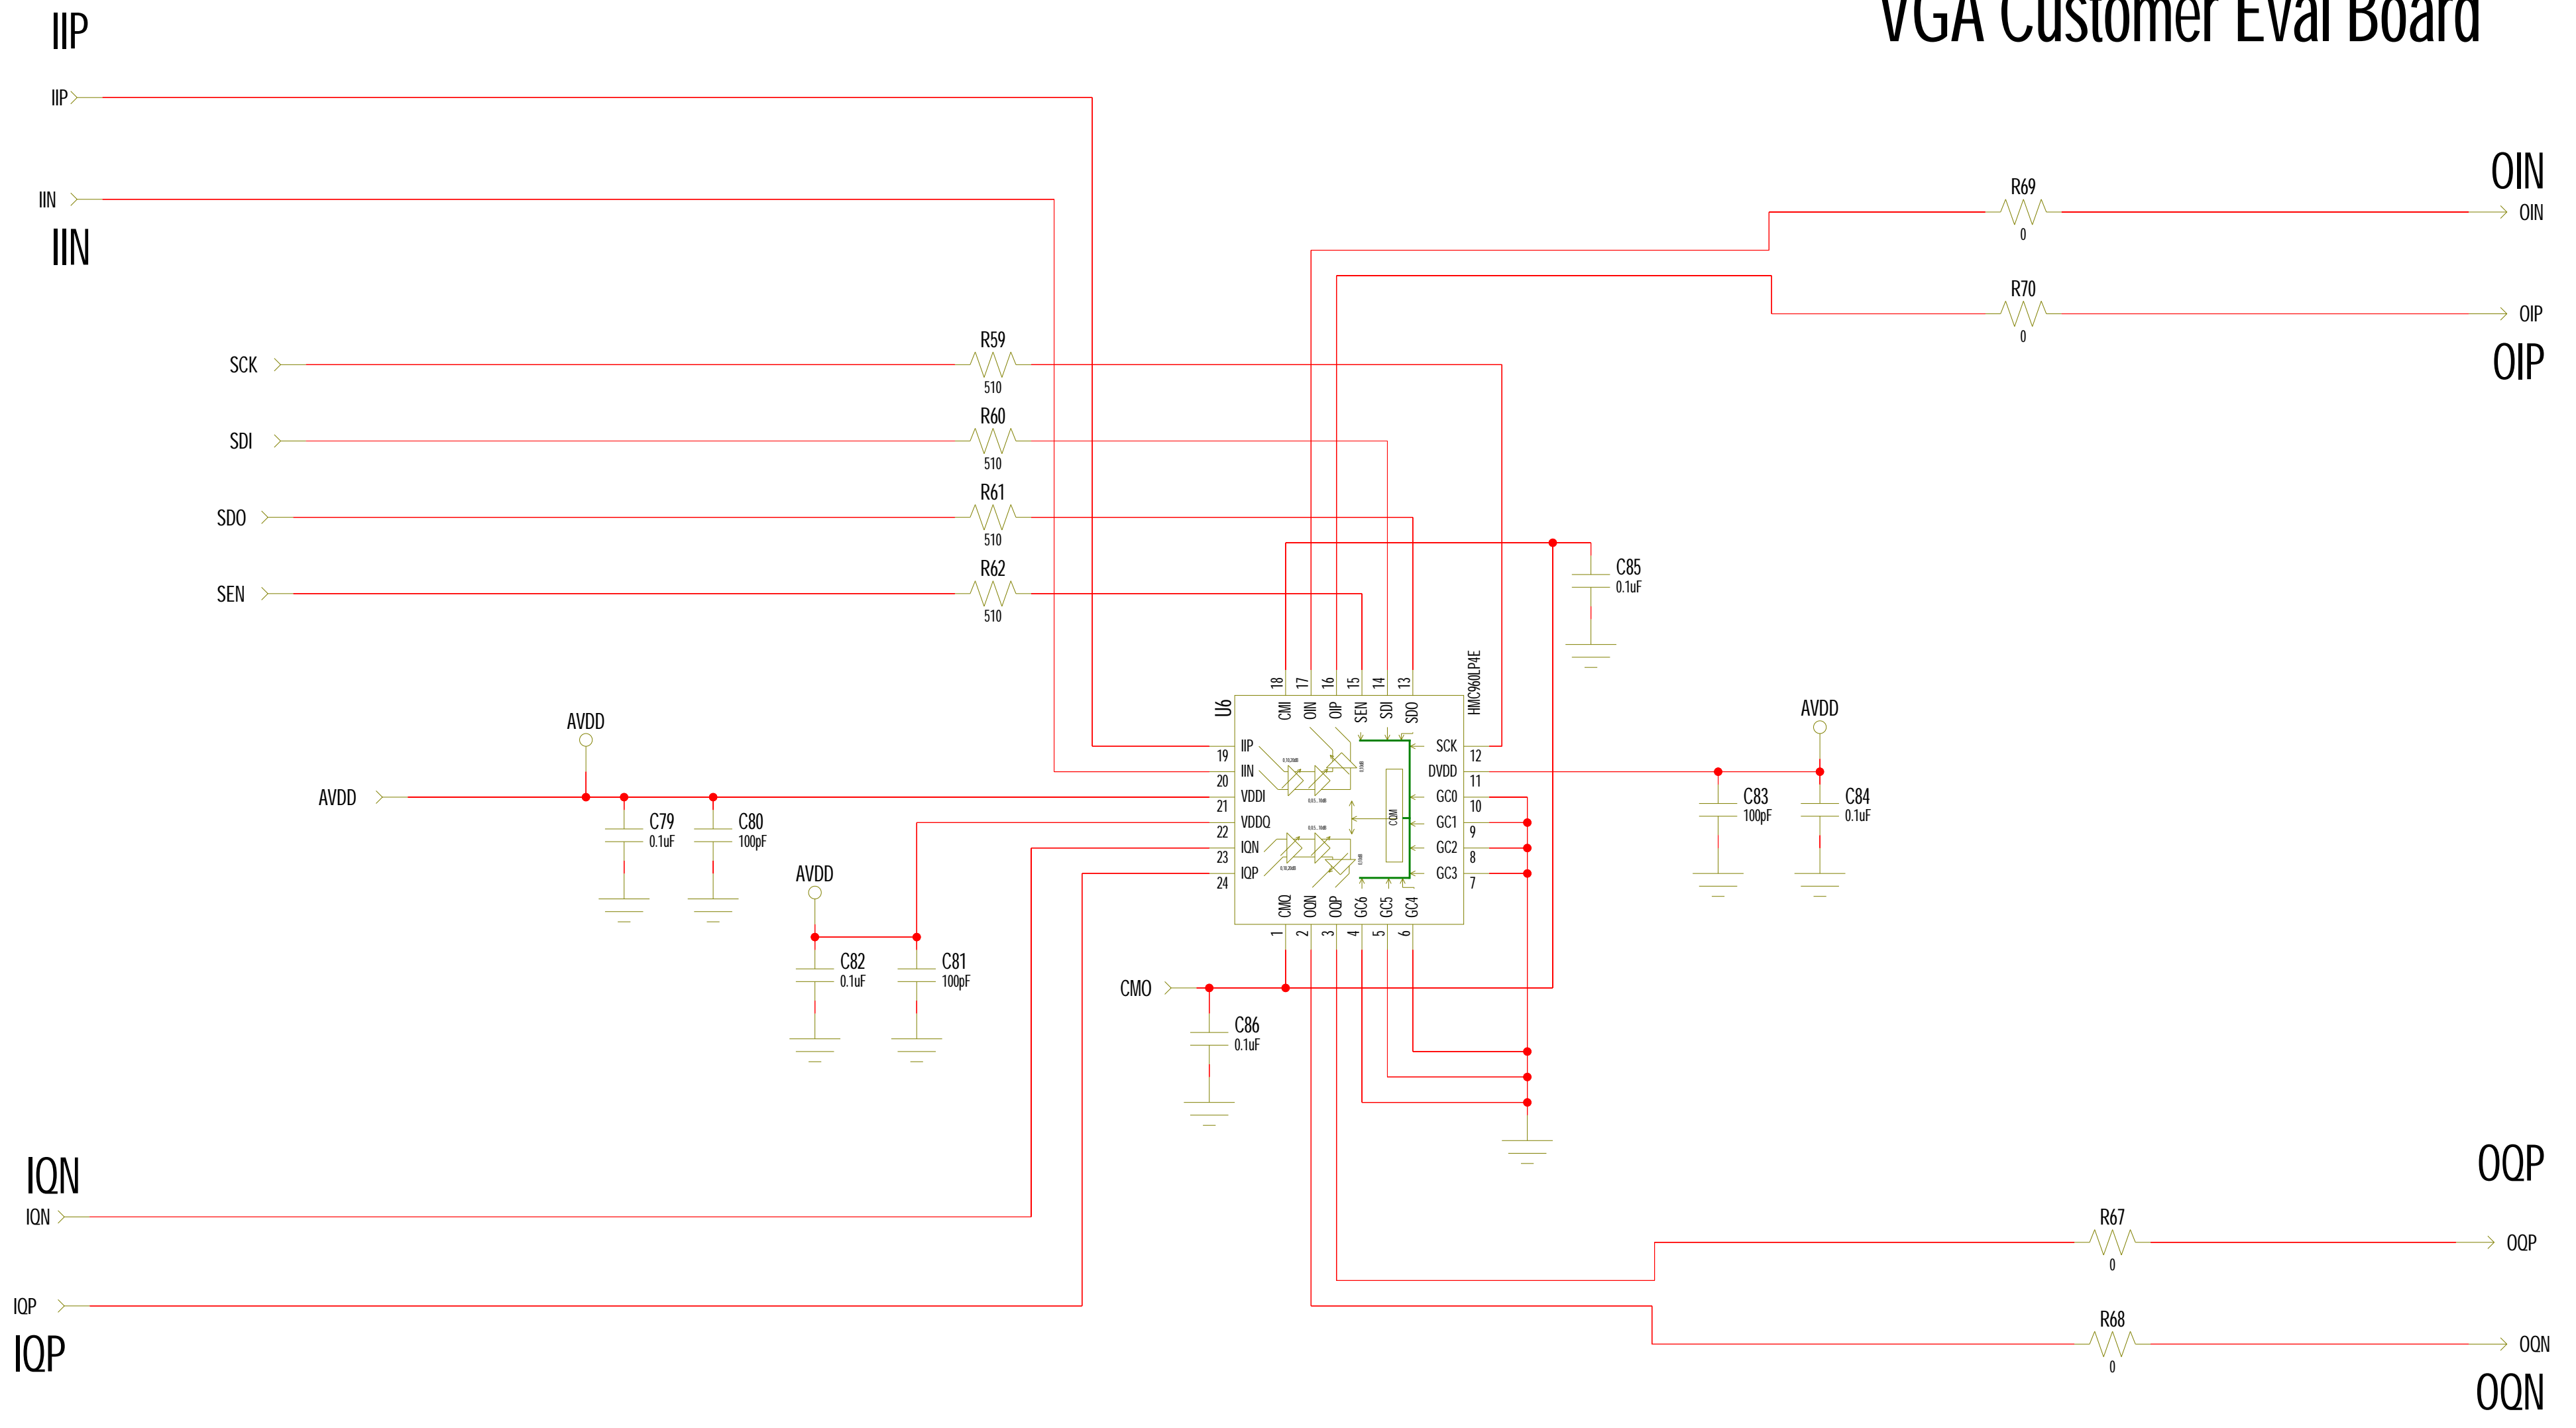 VGA Customer Eval Board
IIP
IIP
IIN
IIN
OIN
R69
OIN
0
R70
OIP
0
OIP
SCK
R59
510
SDI
R60
510
SDO
R61
510
SEN
R62
510
C85
0.1uF
HMC960LP4E
U6
18
17
16
15
14
13
CMI
OIN
OIP
SEN
SDI
SDO
IIP
19
IIN
20
VDDI
21
VDDQ
22
IQN
23
IQP
24
SCK
12
DVDD
11
GC0
10
GC1
9
GC2
8
GC3
7
CMQ
OQN
OQP
GC6
GC5
GC4
1
2
3
4
5
6
AVDD
AVDD
C79
0.1uF
C80
100pF
AVDD
C82
0.1uF
C81
100pF
AVDD
C83
100pF
C84
0.1uF
CMO
C86
0.1uF
IQN
IQN
IQP
IQP
OQP
R67
OQP
0
R68
OQN
0
OQN